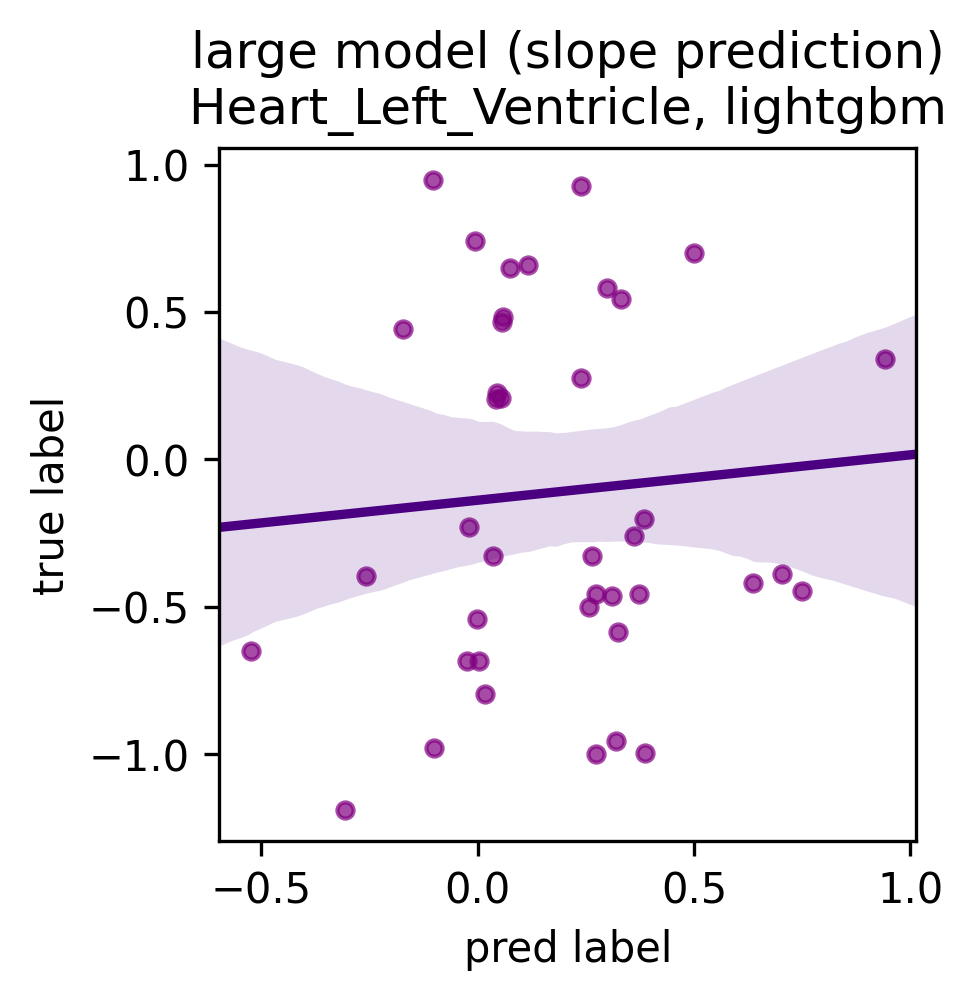 large model (slope prediction)
Heart_Left_Ventricle, lightgbm
1.0
0.5
0.0
−0.5
−1.0
true label
−0.5
0.0
0.5
1.0
pred label